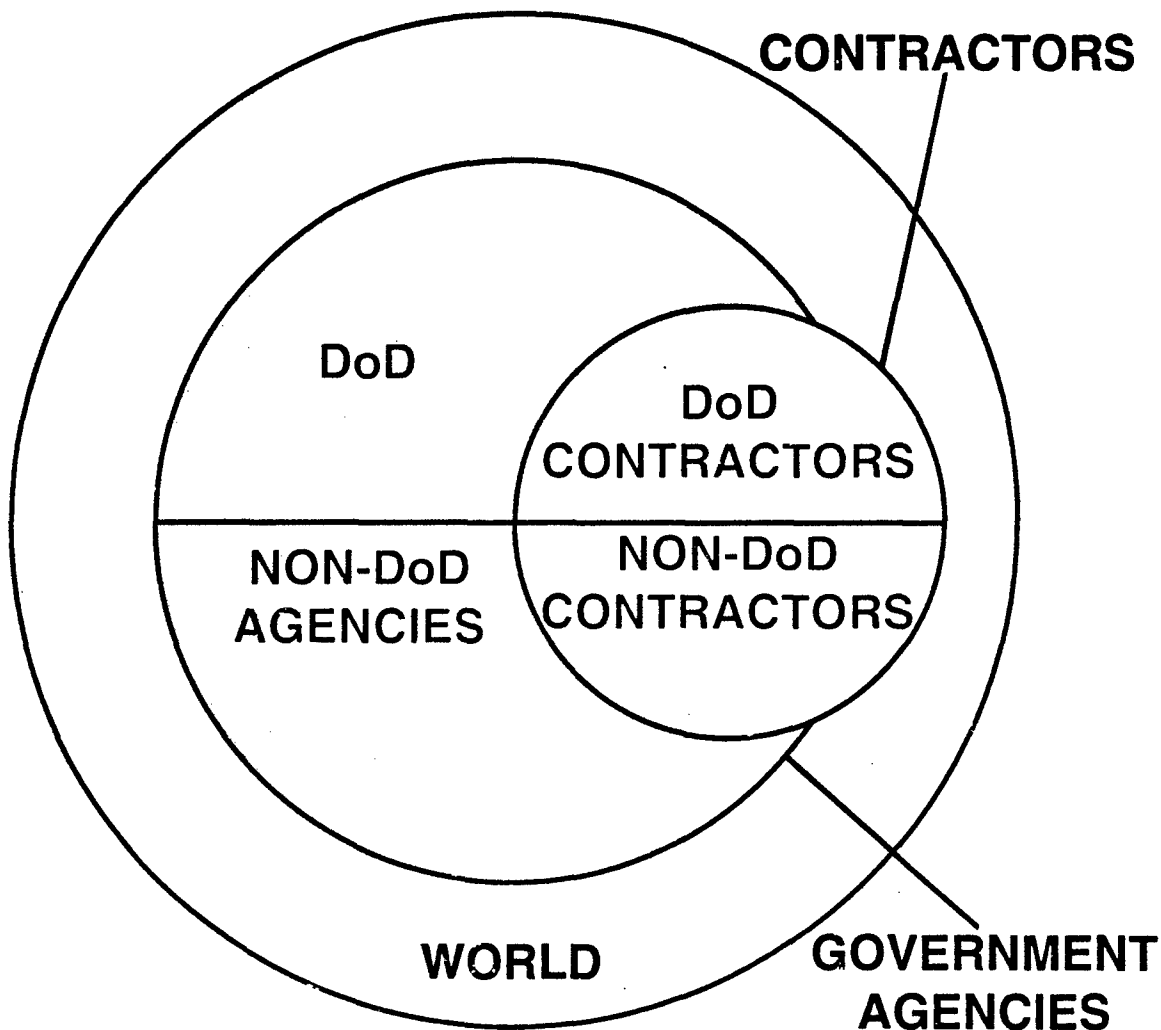 CONTRACTORS
DoD
DoD
CONTRACTORS
NON-DoD
AGENCIES
NON-DoD
CONTRACTORS
WORLD
GOVERNMENT
AGENCIES